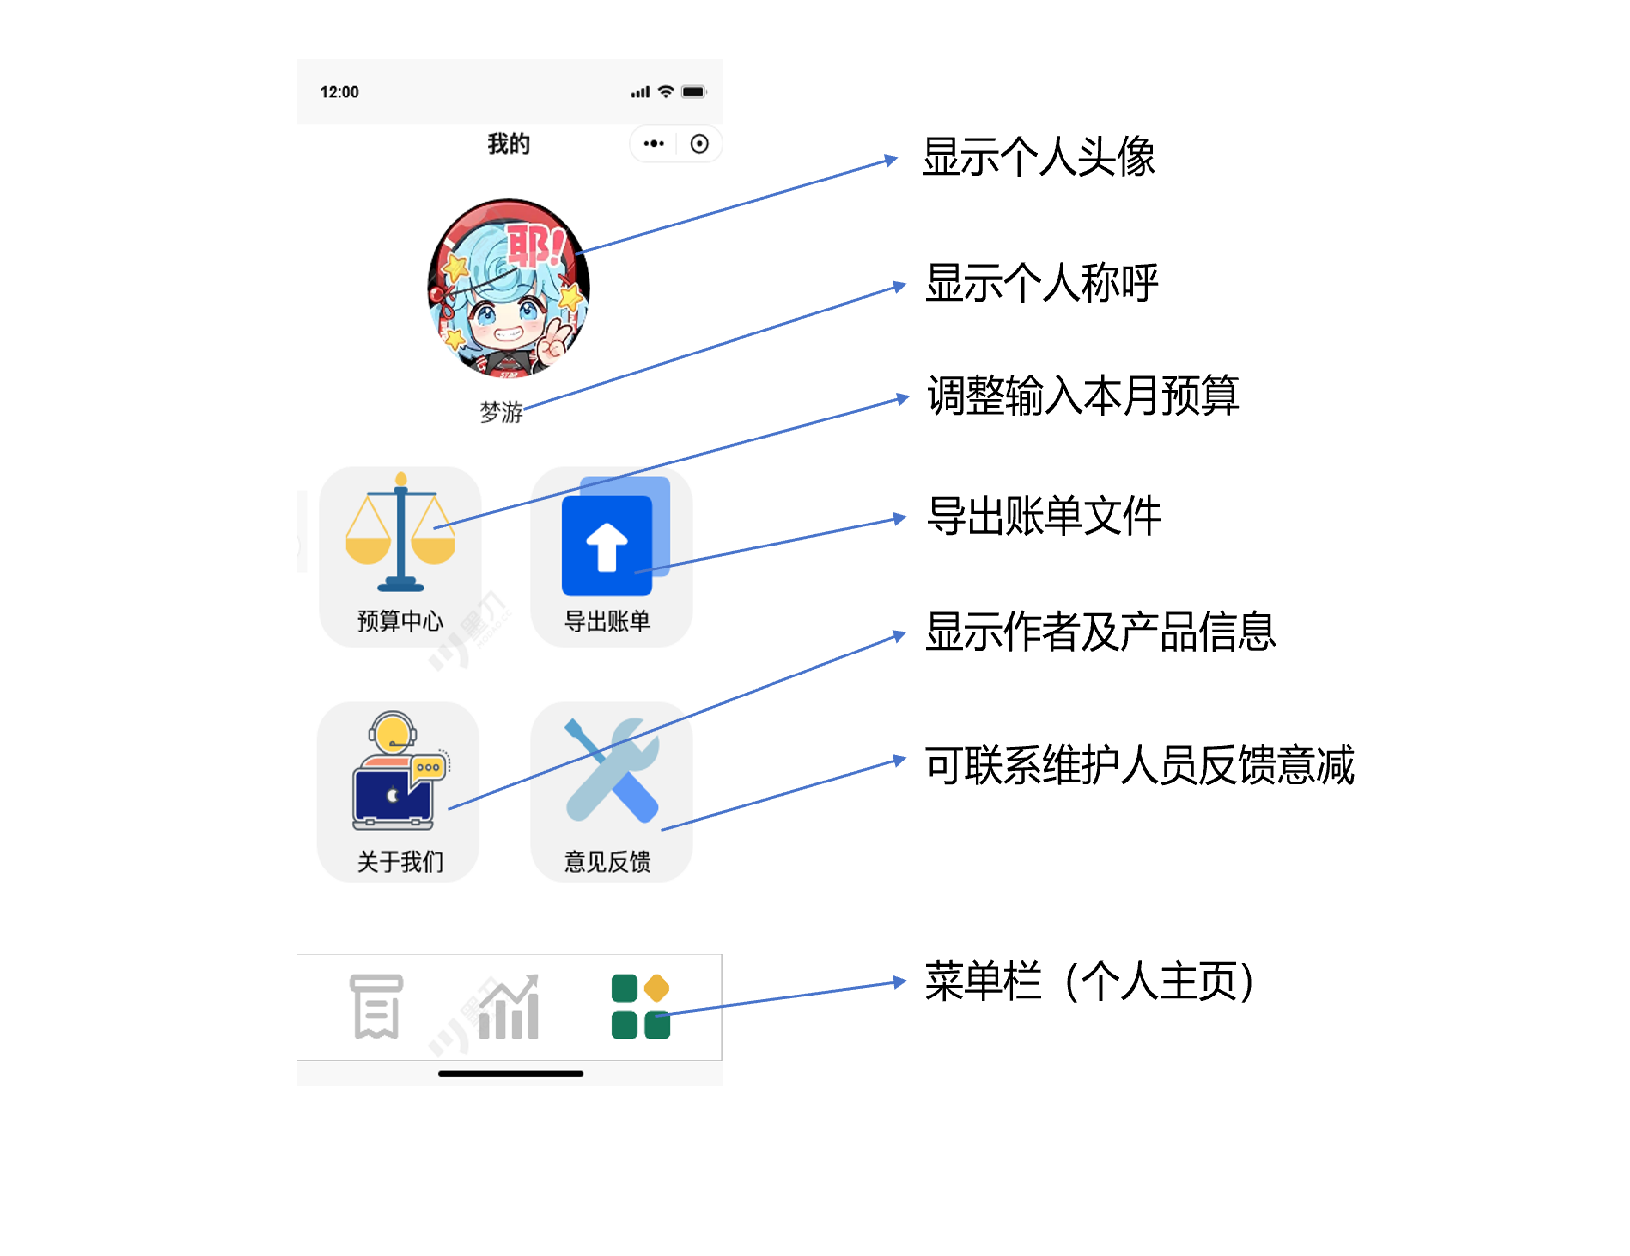 12:00
我的
显示个人头像
耶!
显示个人称呼
梦游
调整输入本月预算
导出账单文件
预算中心
导出账单
显示作者及产品信息
可联系维护人员反馈意减
关于我们
意见反馈
菜单栏（个人主页）
墨刀
墨刀